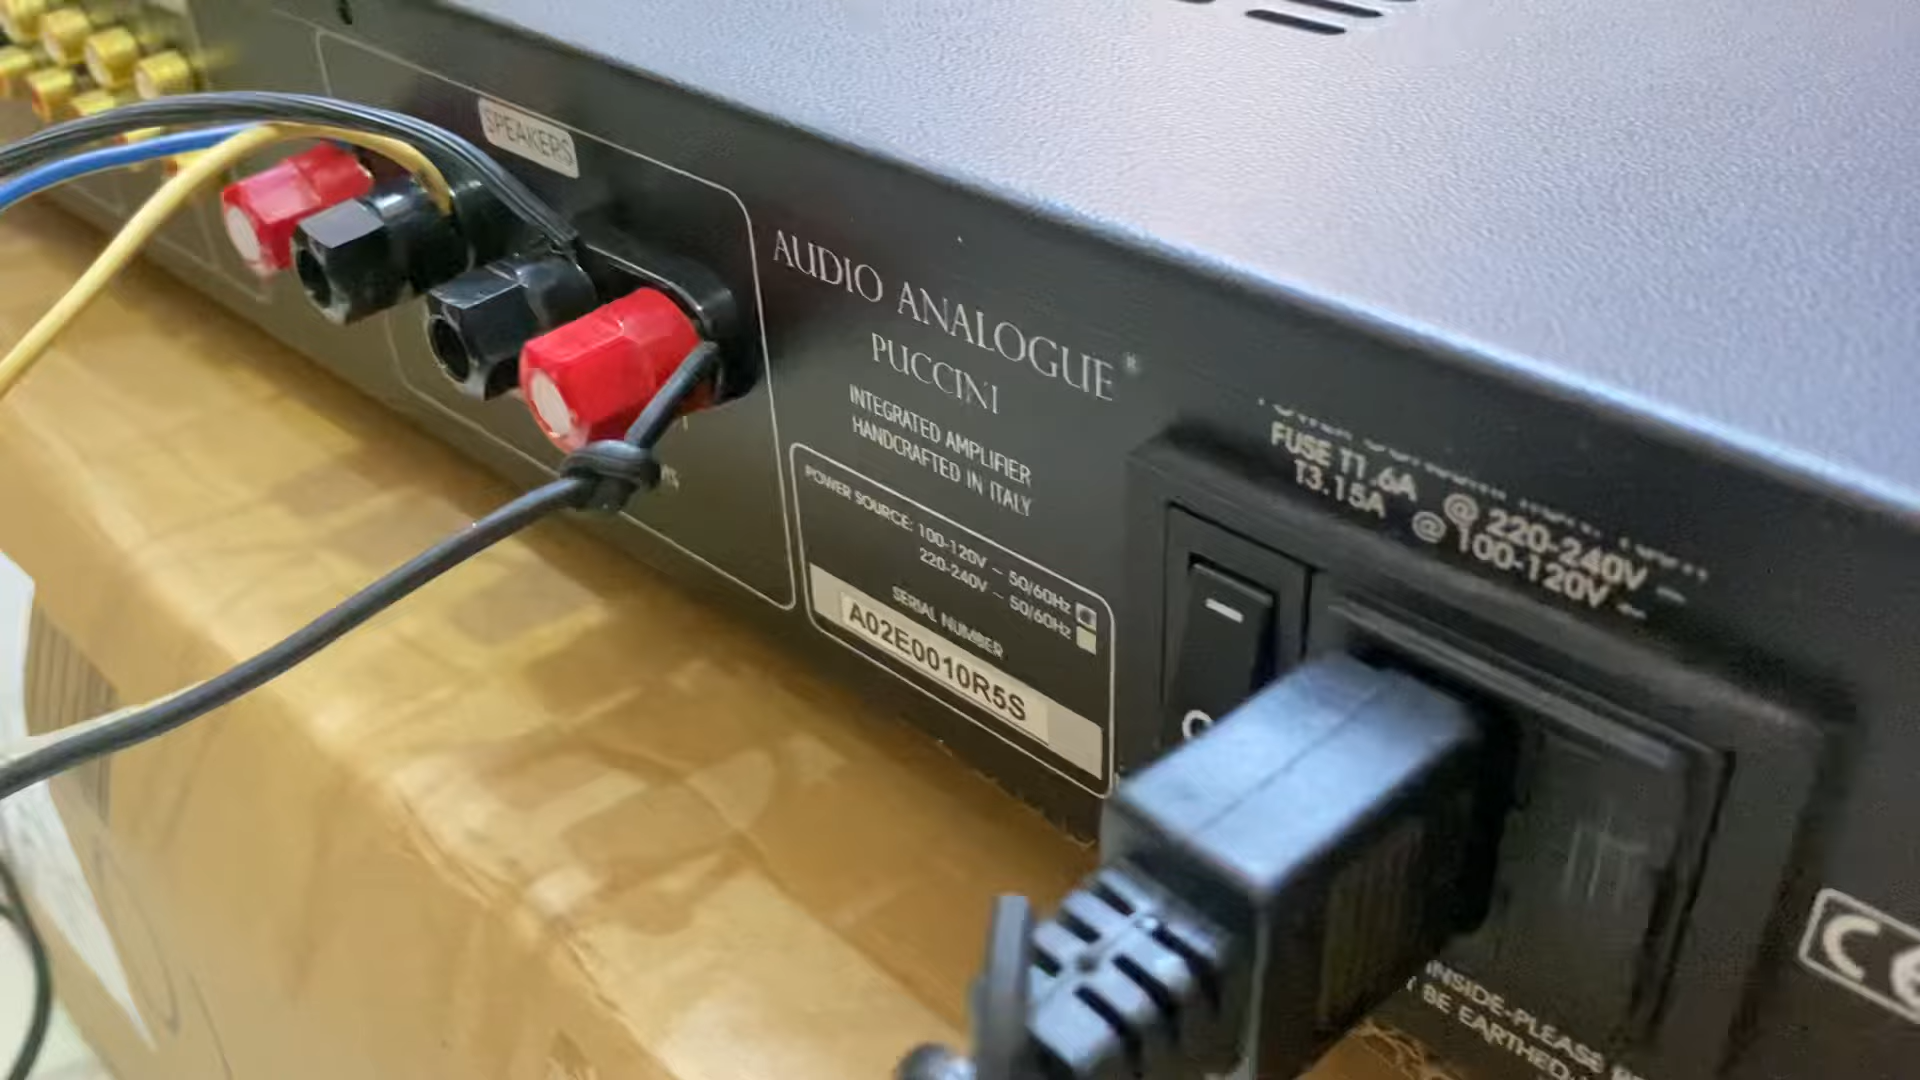 SPEAKERS
AUDIO ANALOGUE®
PUCCINI
INTEGRATED AMPLIFIER
HANDCRAFTED IN ITALY
POWER SOURCE: 100-120V ~ 50/60Hz
220-240V ~ 50/60Hz
SERIAL NUMBER
A02E0010R5S
FUSE T1.6A @ 220-240V ~
T3.15A @ 100-120V ~
INSIDE-PLEASE
BE EARTHED
CE